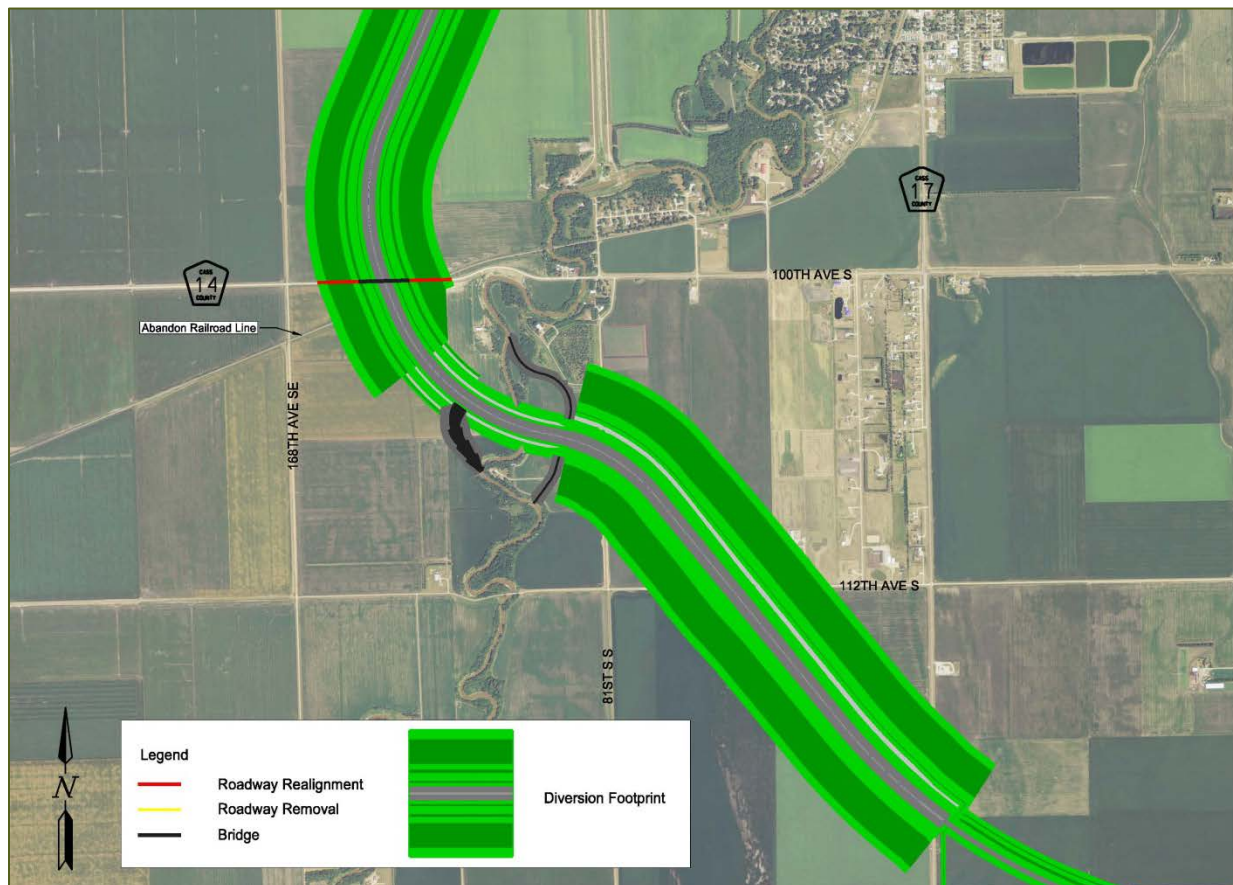 CASS
17
COUNTY
100TH AVE S
CASS
14
COUNTY
Abandon Railroad Line
168TH AVE SE
112TH AVE S
81ST S S
Legend
Roadway Realignment
Roadway Removal
Bridge
Diversion Footprint
N